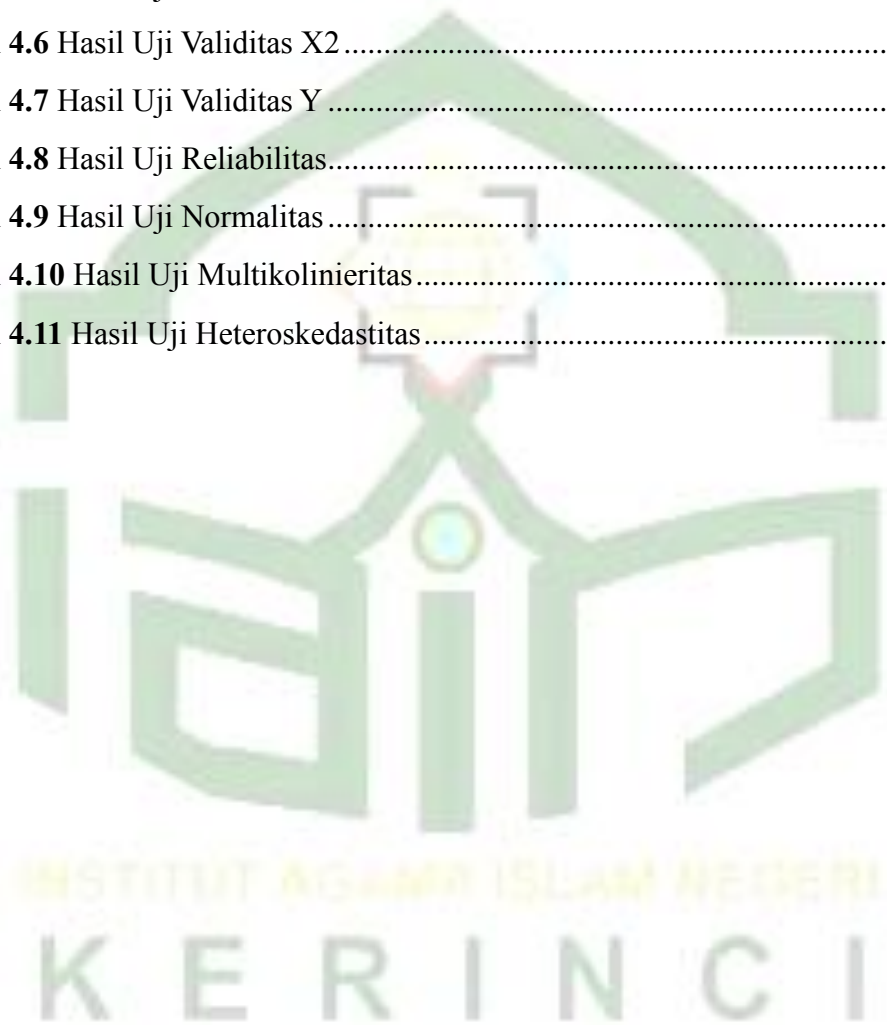 4.6 Hasil Uji Validitas X2........................................................................
4.7 Hasil Uji Validitas Y..........................................................................
4.8 Hasil Uji Reliabilitas..........................................................................
4.9 Hasil Uji Normalitas..........................................................................
4.10 Hasil Uji Multikolinieritas..............................................................
4.11 Hasil Uji Heteroskedastitas.............................................................
ain
INSTITUT AGAMA ISLAM NEGERI
KERINCI